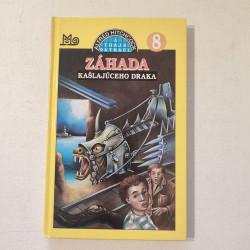 ALFRED HITCHCOCK
A
TRAJA
PÁTRAČI
8
ZÁHADA
KAŠLAJÚCEHO DRAKA